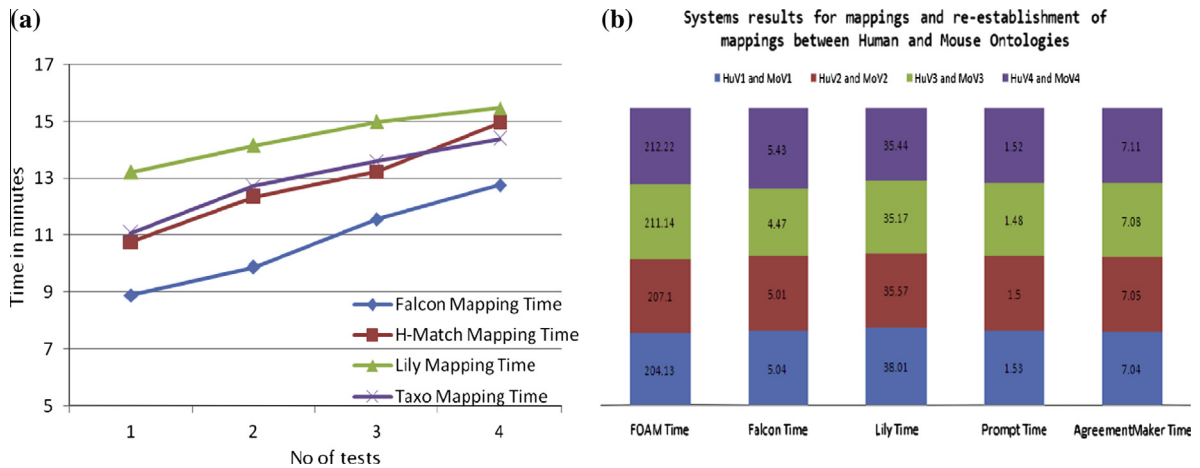 (a)
17
15
13
11
9
7
5
Time in minutes
1 2 3 4
No of tests
Falcon Mapping Time
H-Match Mapping Time
Lily Mapping Time
Taxo Mapping Time
(b)
Systems results for mappings and re-establishment of
mappings between Human and Mouse Ontologies
HuV1 and MoV1 HuV2 and MoV2 HuV3 and MoV3 HuV4 and MoV4
212.22 5.43 35.44 1.52 7.11
211.14 4.47 35.17 1.48 7.08
207.1 5.01 35.57 1.5 7.05
204.13 5.04 38.01 1.53 7.04
FOAM Time Falcon Time Lily Time Prompt Time AgreementMaker Time